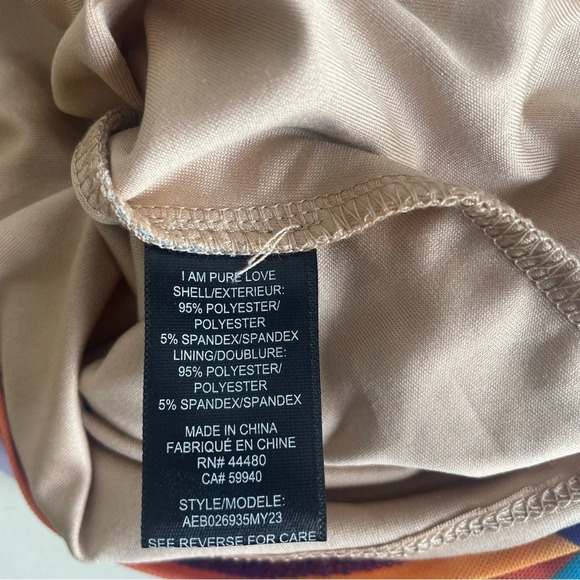 I AM PURE LOVE
SHELL/EXTERIEUR:
95% POLYESTER/
POLYESTER
5% SPANDEX/SPANDEX
LINING/DOUBLURE:
95% POLYESTER/
POLYESTER
5% SPANDEX/SPANDEX
MADE IN CHINA
FABRIQUÉ EN CHINE
RN# 44480
CA# 59940
STYLE/MODELE:
AEB026935MY23
SEE REVERSE FOR CARE